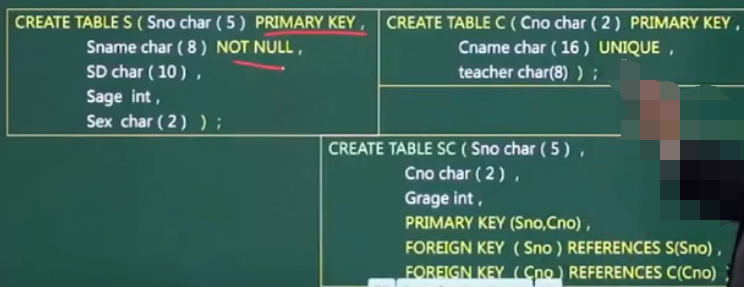 CREATE TABLE S ( Sno char ( 5 ) PRIMARY KEY ,
Sname char ( 8 ) NOT NULL ,
SD char ( 10 ) ,
Sage int ,
Sex char ( 2 ) ) ;
CREATE TABLE C ( Cno char ( 2 ) PRIMARY KEY ,
Cname char ( 16 ) UNIQUE ,
teacher char(8) ) ;
CREATE TABLE SC ( Sno char ( 5 ) ,
Cno char ( 2 ) ,
Grage int ,
PRIMARY KEY (Sno,Cno) ,
FOREIGN KEY ( Sno ) REFERENCES S(Sno) ,
FOREIGN KEY ( Cno ) REFERENCES C(Cno) ;